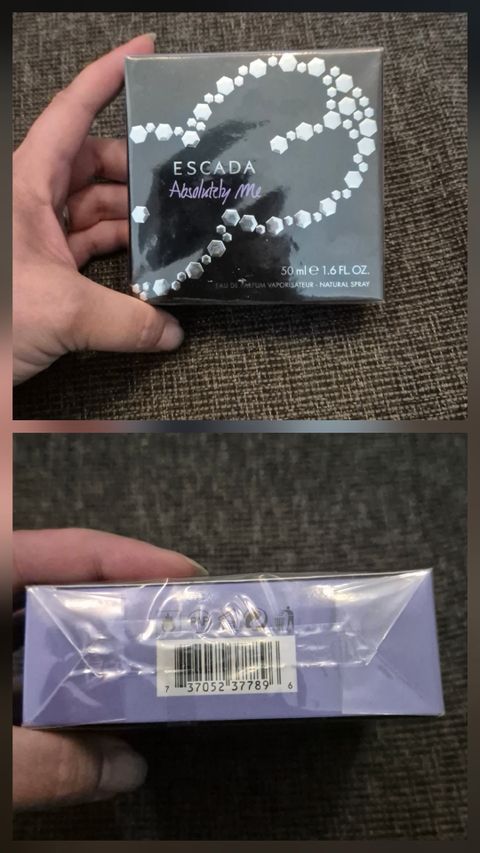 ESCADA
Absolutely Me
50 ml e 1.6 FL. OZ.
EAU DE PARFUM VAPORISATEUR - NATURAL SPRAY
7 37052 37789 6